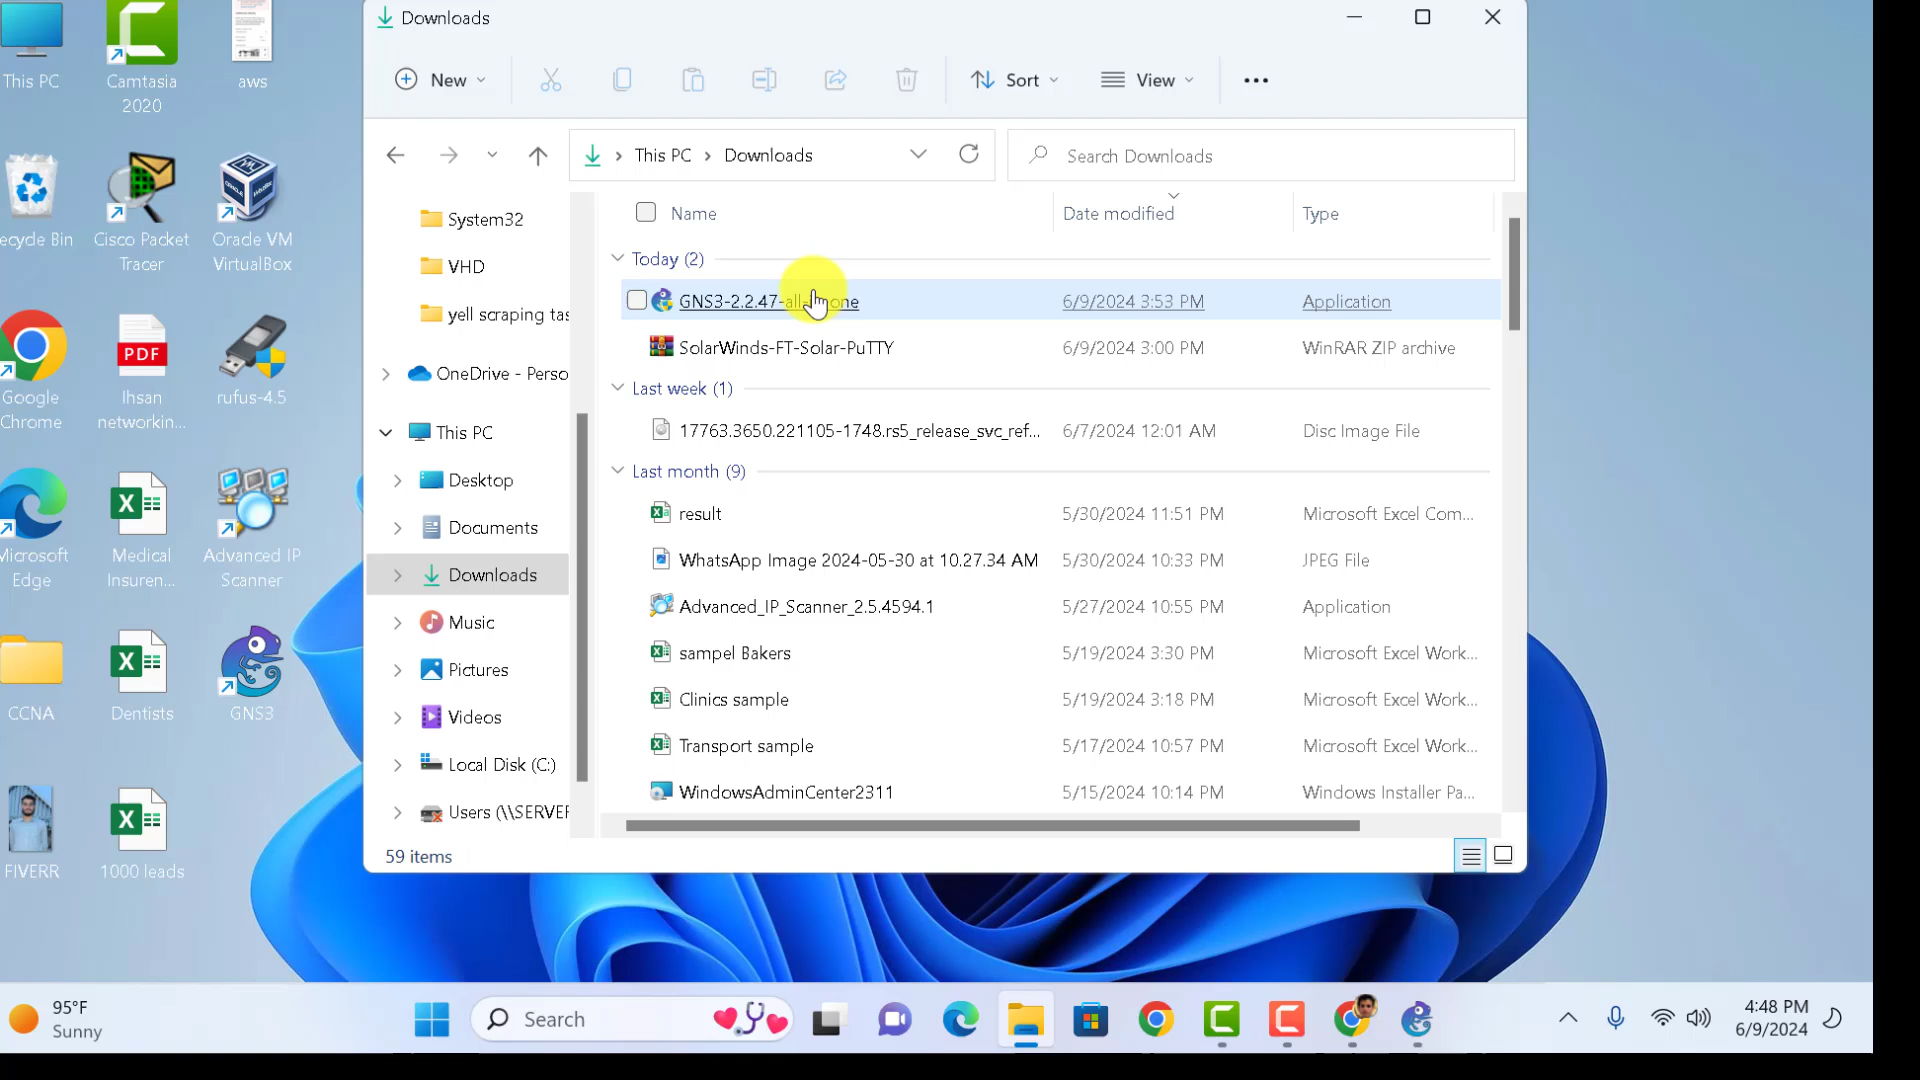 Downloads
New
Sort
View
This PC
Downloads
Search Downloads
Name
Date modified
Type
System32
VHD
yell scraping tas
OneDrive - Perso
This PC
Desktop
Documents
Downloads
Music
Pictures
Videos
Local Disk (C:)
Users (\\SERVER
Today (2)
GNS3-2.2.47-all- one 6/9/2024 3:53 PM Application
SolarWinds-FT-Solar-PuTTY 6/9/2024 3:00 PM WinRAR ZIP archive
Last week (1)
17763.3650.221105-1748.rs5_release_svc_ref... 6/7/2024 12:01 AM Disc Image File
Last month (9)
result 5/30/2024 11:51 PM Microsoft Excel Com...
WhatsApp Image 2024-05-30 at 10.27.34 AM 5/30/2024 10:33 PM JPEG File
Advanced_IP_Scanner_2.5.4594.1 5/27/2024 10:55 PM Application
sampel Bakers 5/19/2024 3:30 PM Microsoft Excel Work...
Clinics sample 5/19/2024 3:18 PM Microsoft Excel Work...
Transport sample 5/17/2024 10:57 PM Microsoft Excel Work...
WindowsAdminCenter2311 5/15/2024 10:14 PM Windows Installer Pa...
59 items
This PC
Camtasia
2020
aws
ecycle Bin
Cisco Packet
Tracer
Oracle VM
VirtualBox
Google
Chrome
PDF
Ihsan
networkin...
rufus-4.5
Microsoft
Edge
Medical
Insuren...
Advanced IP
Scanner
CCNA
Dentists
GNS3
FIVERR
1000 leads
95°F
Sunny
Search
4:48 PM
6/9/2024